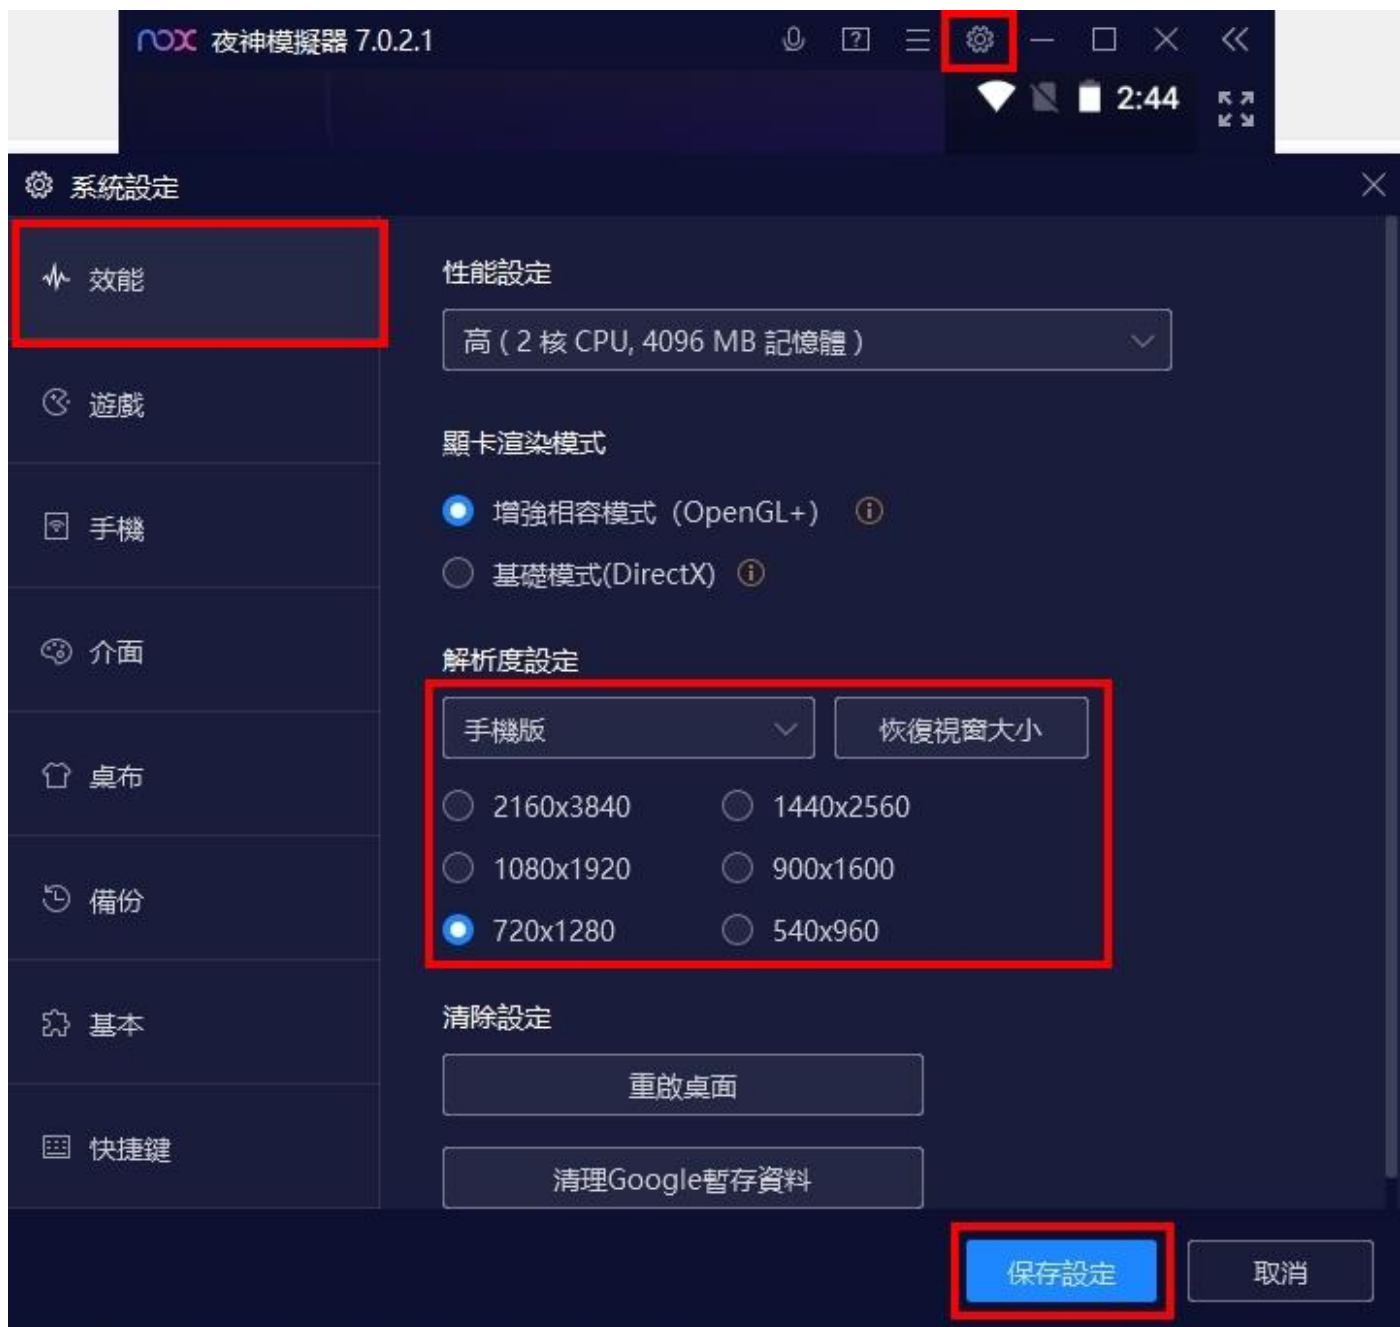 nox 夜神模擬器 7.0.2.1
2:44
系統設定
效能
遊戲
手機
介面
桌布
備份
基本
快捷鍵
性能設定
高 ( 2 核 CPU, 4096 MB 記憶體 )
顯卡渲染模式
增強相容模式 (OpenGL+)
基礎模式(DirectX)
解析度設定
手機版 恢復視窗大小
2160x3840 1440x2560
1080x1920 900x1600
720x1280 540x960
清除設定
重啟桌面
清理Google暫存資料
保存設定 取消